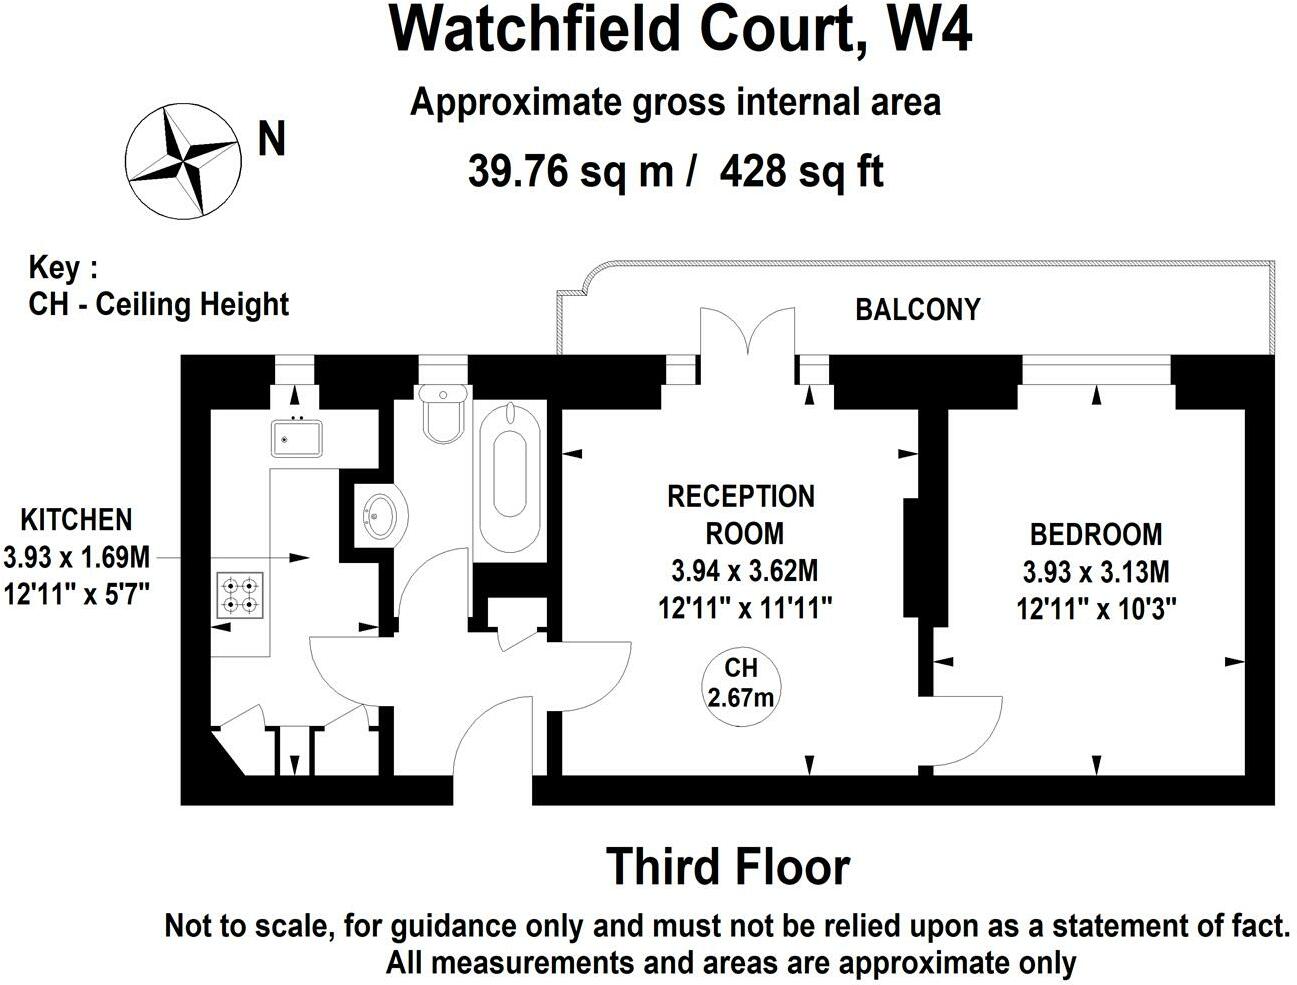 Watchfield Court, W4
Approximate gross internal area
39.76 sq m / 428 sq ft
N
Key :
CH - Ceiling Height
BALCONY
KITCHEN
3.93 x 1.69M
12'11" x 5'7"
RECEPTION
ROOM
3.94 x 3.62M
12'11" x 11'11"
CH
2.67m
BEDROOM
3.93 x 3.13M
12'11" x 10'3"
Third Floor
Not to scale, for guidance only and must not be relied upon as a statement of fact.
All measurements and areas are approximate only